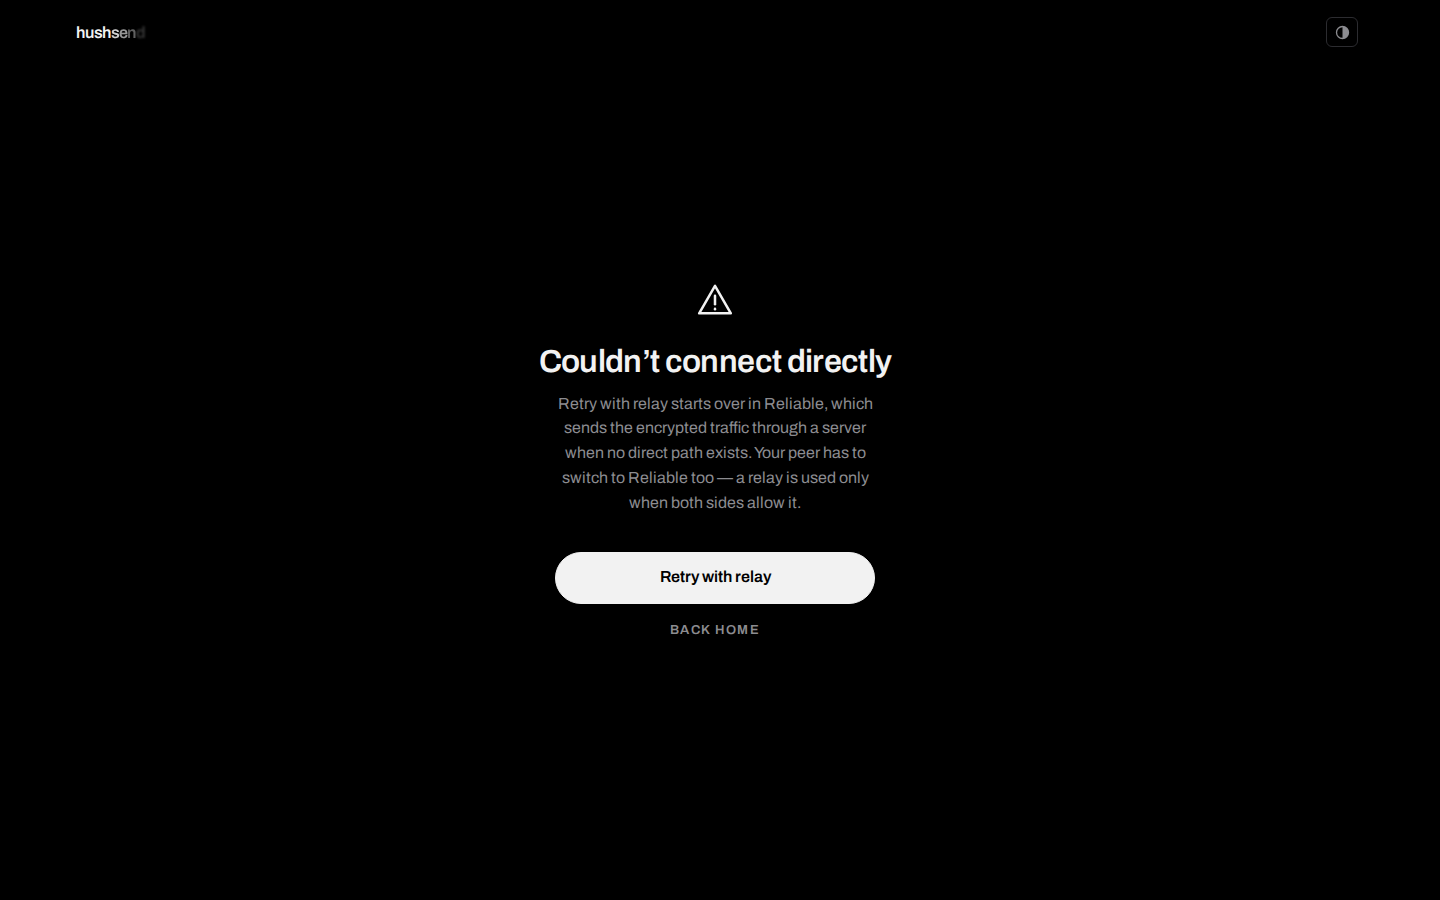 hushsend
Couldn’t connect directly
Retry with relay starts over in Reliable, which
sends the encrypted traffic through a server
when no direct path exists. Your peer has to
switch to Reliable too — a relay is used only
when both sides allow it.
Retry with relay
BACK HOME